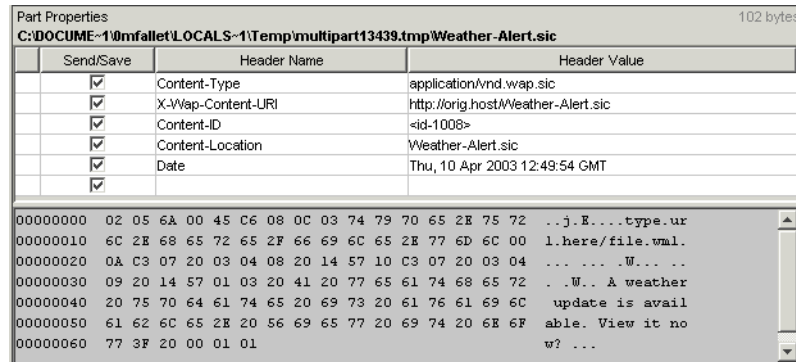 Part Properties 102 bytes
C:\DOCUME~1\0mfallet\LOCALS~1\Temp\multipart13439.tmp\Weather-Alert.sic
Send/Save Header Name Header Value
Content-Type application/vnd.wap.sic
X-Wap-Content-URI http://orig.host/Weather-Alert.sic
Content-ID <id-1008>
Content-Location Weather-Alert.sic
Date Thu, 10 Apr 2003 12:49:54 GMT
00000000 02 05 6A 00 45 C6 08 0C 03 74 79 70 65 2E 75 72 ..j.E....type.ur
00000010 6C 2E 68 65 72 65 2F 66 69 6C 65 2E 77 6D 6C 00 l.here/file.wml.
00000020 0A C3 07 20 03 04 08 20 14 57 10 C3 07 20 03 04 ... ... .W... ..
00000030 09 20 14 57 01 03 20 41 20 77 65 61 74 68 65 72 . .W.. A weather
00000040 20 75 70 64 61 74 65 20 69 73 20 61 76 61 69 6C update is avail
00000050 61 62 6C 65 2E 20 56 69 65 77 20 69 74 20 6E 6F able. View it no
00000060 77 3F 20 00 01 01 w? ...